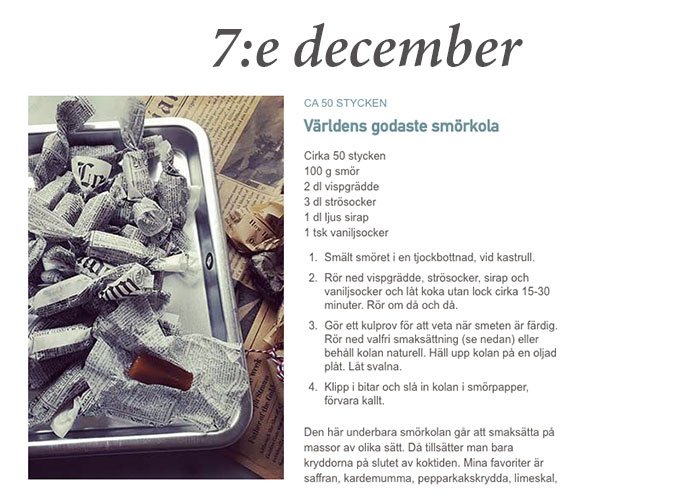 7:e december
CA 50 STYCKEN
Världens godaste smörkola
Cirka 50 stycken
100 g smör
2 dl vispgrädde
3 dl strösocker
1 dl ljus sirap
1 tsk vaniljsocker
1. Smält smöret i en tjockbottnad, vid kastrull.
2. Rör ned vispgrädde, strösocker, sirap och
vaniljsocker och låt koka utan lock cirka 15-30
minuter. Rör om då och då.
3. Gör ett kulprov för att veta när smeten är färdig.
Rör ned valfri smaksättning (se nedan) eller
behåll kolan naturell. Häll upp kolan på en oljad
plåt. Låt svalna.
4. Klipp i bitar och slå in kolan i smörpapper,
förvara kallt.
Den här underbara smörkolan går att smaksätta på
massor av olika sätt. Då tillsätter man bara
kryddorna på slutet av koktiden. Mina favoriter är
saffran, kardemumma, pepparkakskrydda, limeskal,